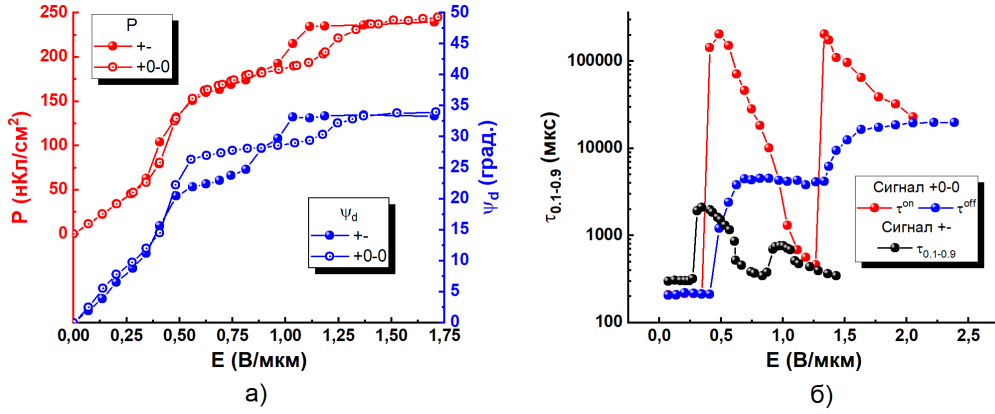 250
200
150
100
50
0
P (нКл/см²)
P
+-
+0-0
ψd
+-
+0-0
50
45
40
35
30
25
20
15
10
5
0
ψd (град.)
0,00 0,25 0,50 0,75 1,00 1,25 1,50 1,75
E (В/мкм)
а)
100000
10000
1000
100
τ0.1-0.9 (мкс)
Сигнал +0-0
τon τoff
Сигнал +-
τ0.1-0.9
0,0 0,5 1,0 1,5 2,0 2,5
E (В/мкм)
б)